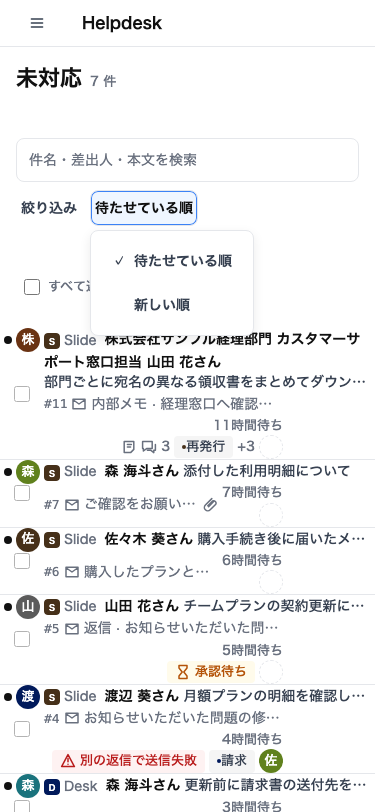 Helpdesk
未対応 7 件
件名・差出人・本文を検索
絞り込み 待たせている順
✓ 待たせている順
新しい順
すべて
株 S Slide 株式会社サンプル経理部門 カスタマーサ
ポート窓口担当 山田 花さん
部門ごとに宛名の異なる領収書をまとめてダウン…
#11 内部メモ · 経理窓口へ確認…
11時間待ち
3 •再発行 +3
森 S Slide 森 海斗さん 添付した利用明細について
7時間待ち
#7 ご確認をお願い…
佐 S Slide 佐々木 葵さん 購入手続き後に届いたメ…
6時間待ち
#6 購入したプランと…
山 S Slide 山田 花さん チームプランの契約更新に…
#5 返信 · お知らせいただいた問…
5時間待ち
承認待ち
渡 S Slide 渡辺 葵さん 月額プランの明細を確認し…
#4 お知らせいただいた問題の修…
4時間待ち
別の返信で送信失敗 •請求 佐
森 D Desk 森 海斗さん 更新前に請求書の送付先を…
3時間待ち